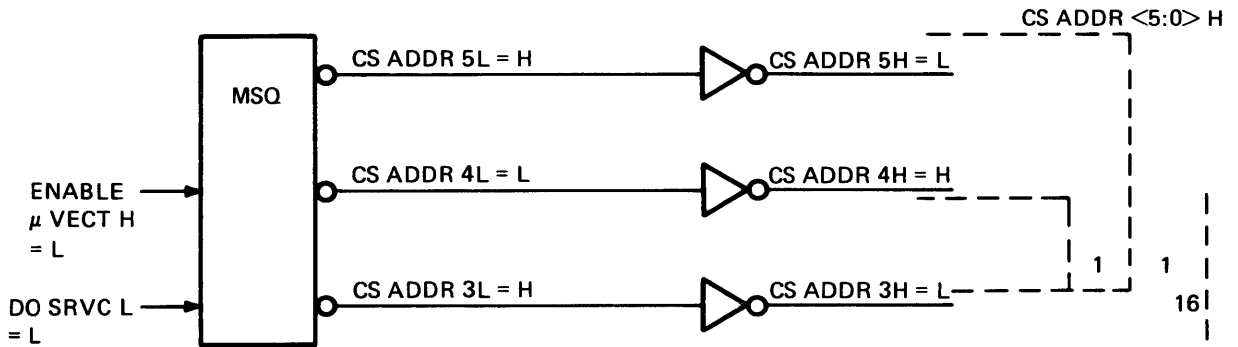 CS ADDR <5:0> H
CS ADDR 5L = H
CS ADDR 5H = L
MSQ
ENABLE
μ VECT H
= L
CS ADDR 4L = L
CS ADDR 4H = H
1
1
DO SRVC L
= L
CS ADDR 3L = H
CS ADDR 3H = L
16